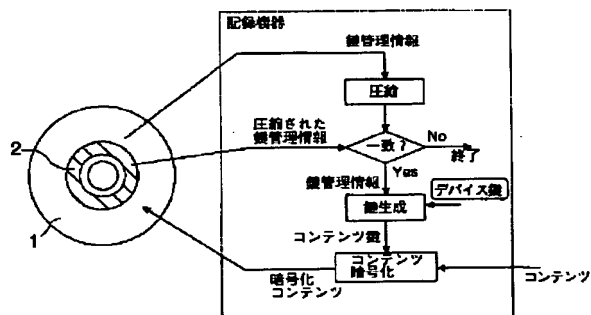 記録機器
鍵管理情報
圧縮
圧縮された
鍵管理情報
一致?
No
終了
Yes
鍵管理情報
デバイス鍵
鍵生成
コンテンツ鍵
コンテンツ
暗号化
コンテンツ
暗号化
コンテンツ
2
1